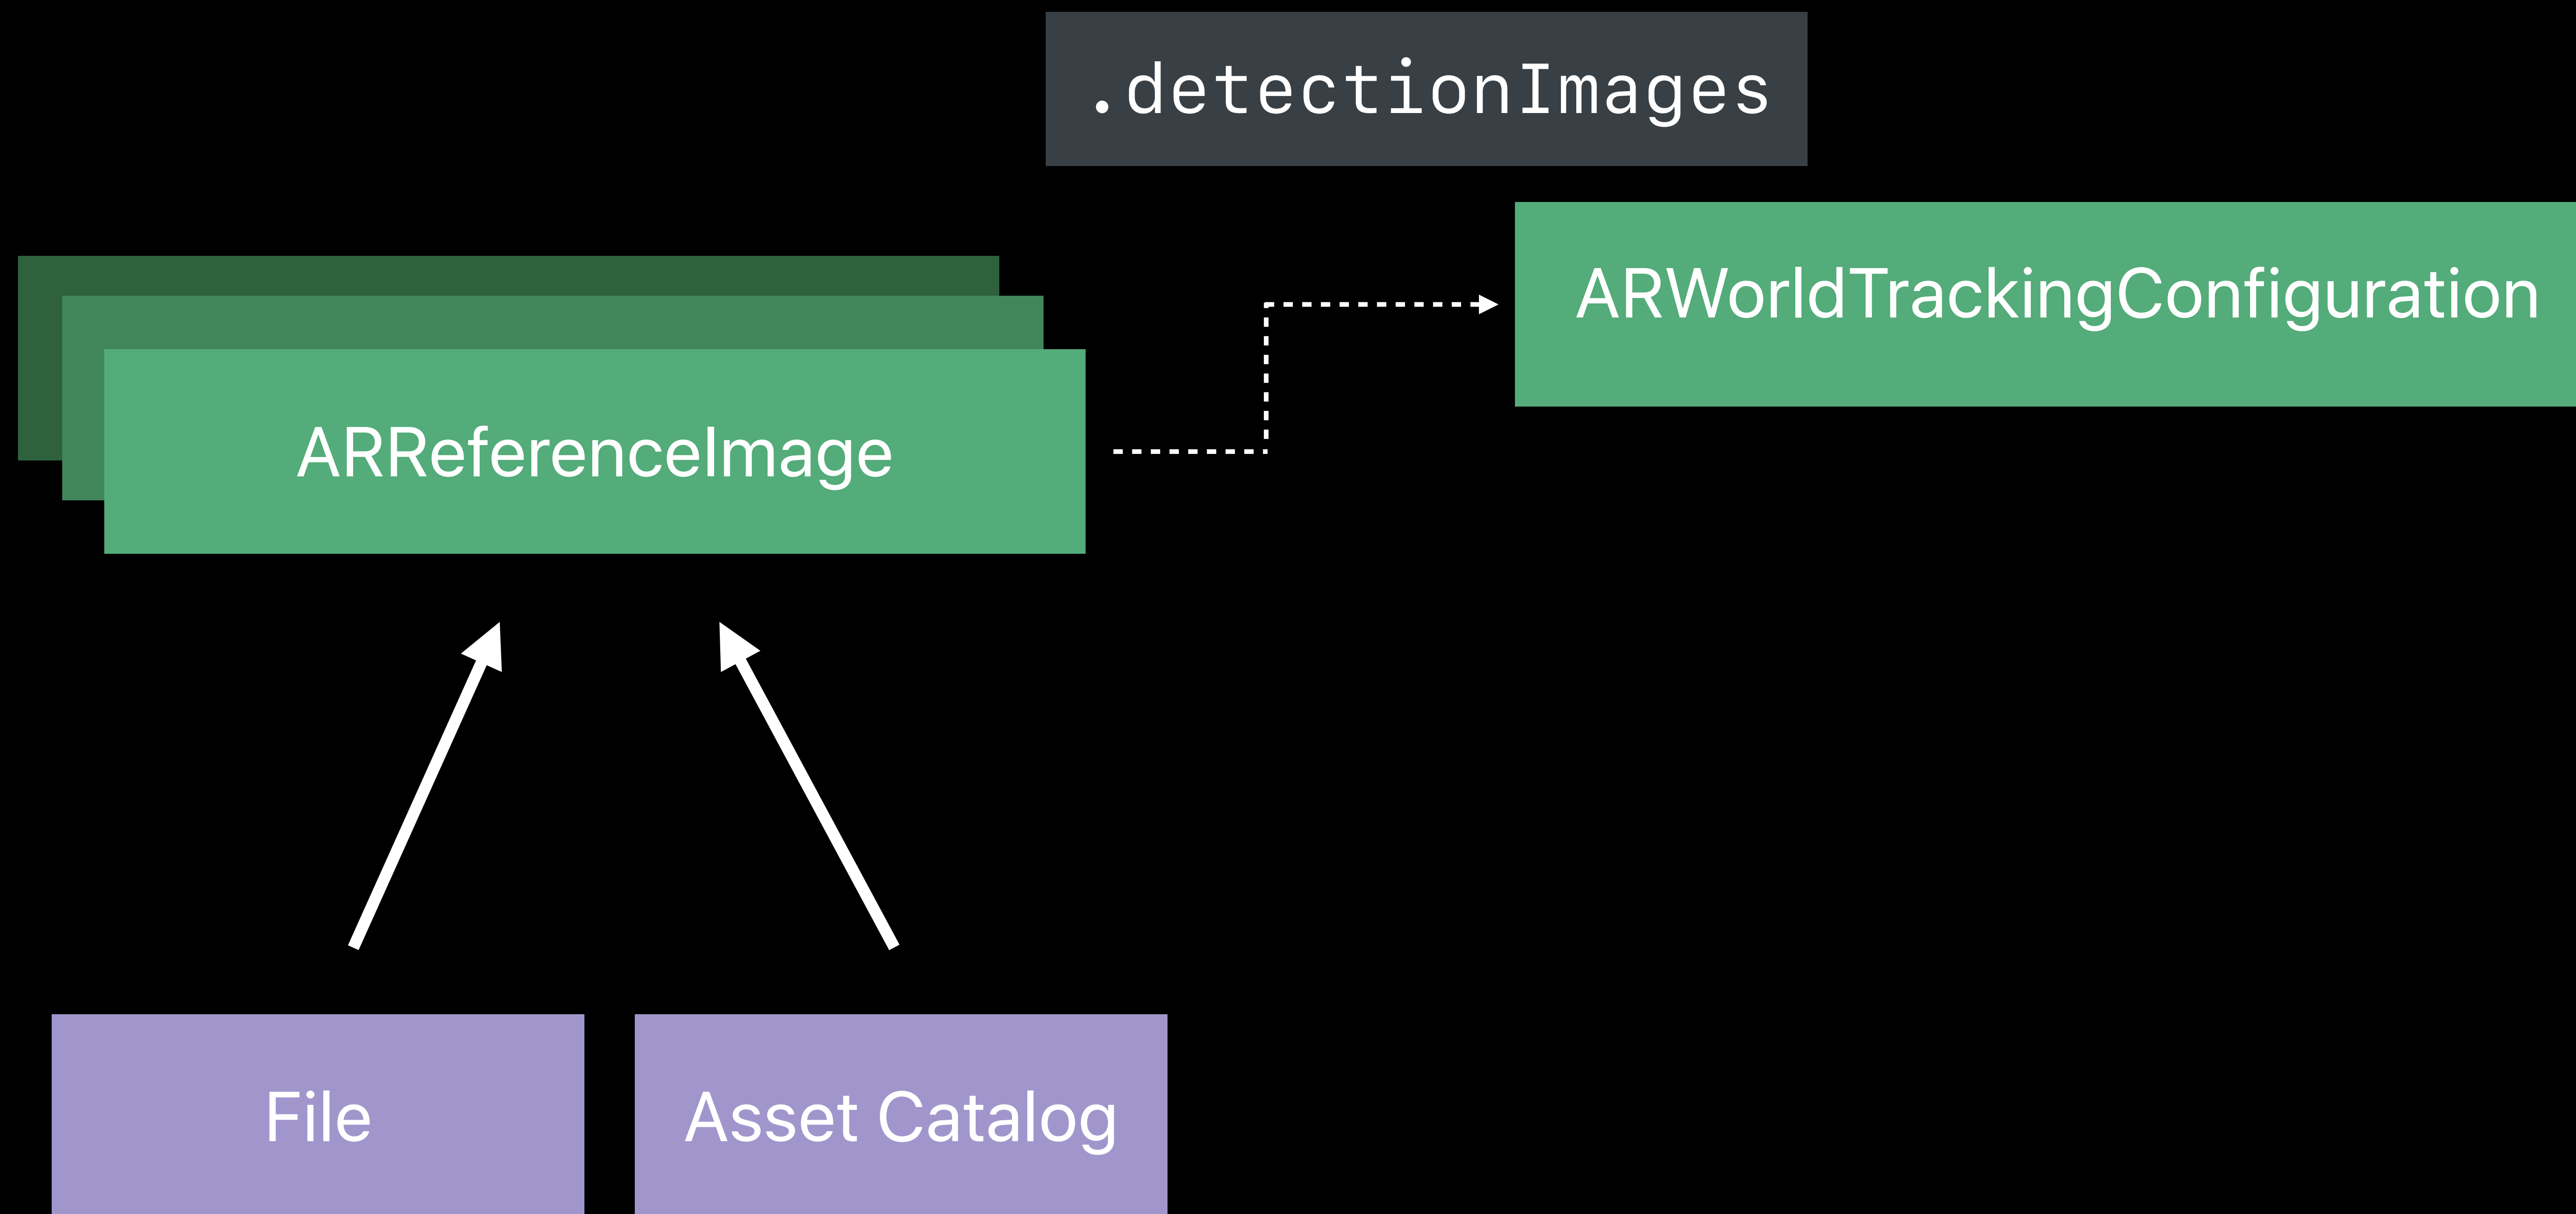 .detectionImages
ARWorldTrackingConfiguration
ARReferenceImage
File
Asset Catalog